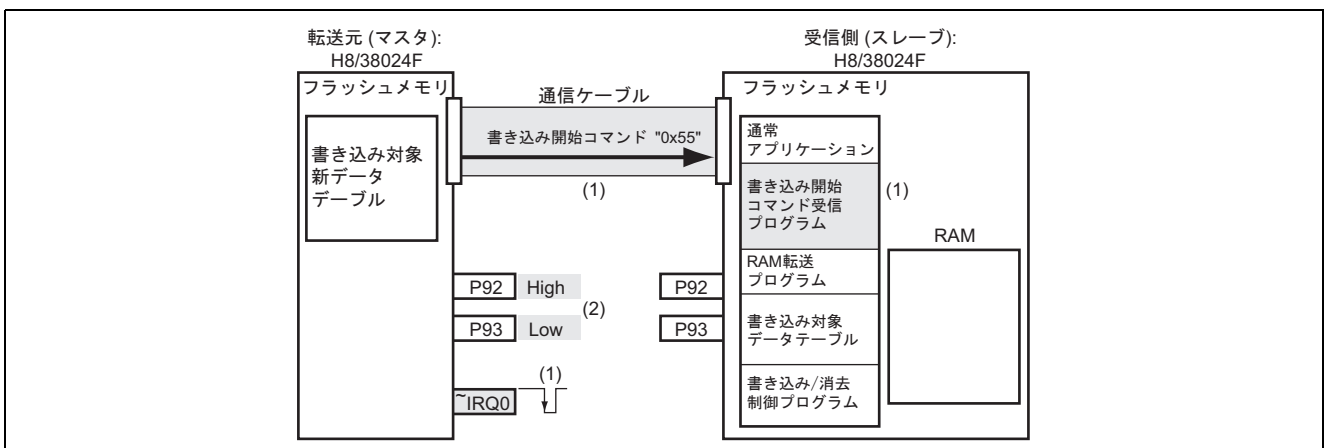 転送元 (マスタ):
H8/38024F
フラッシュメモリ
書き込み対象
新データ
デーブル
通信ケーブル
書き込み開始コマンド "0x55"
(1)
P92 High
P93 Low
(2)
(1)
~IRQ0
受信側 (スレーブ):
H8/38024F
フラッシュメモリ
通常
アプリケーション
書き込み開始
コマンド受信
プログラム
(1)
RAM転送
プログラム
書き込み対象
データテーブル
書き込み/消去
制御プログラム
P92
P93
RAM